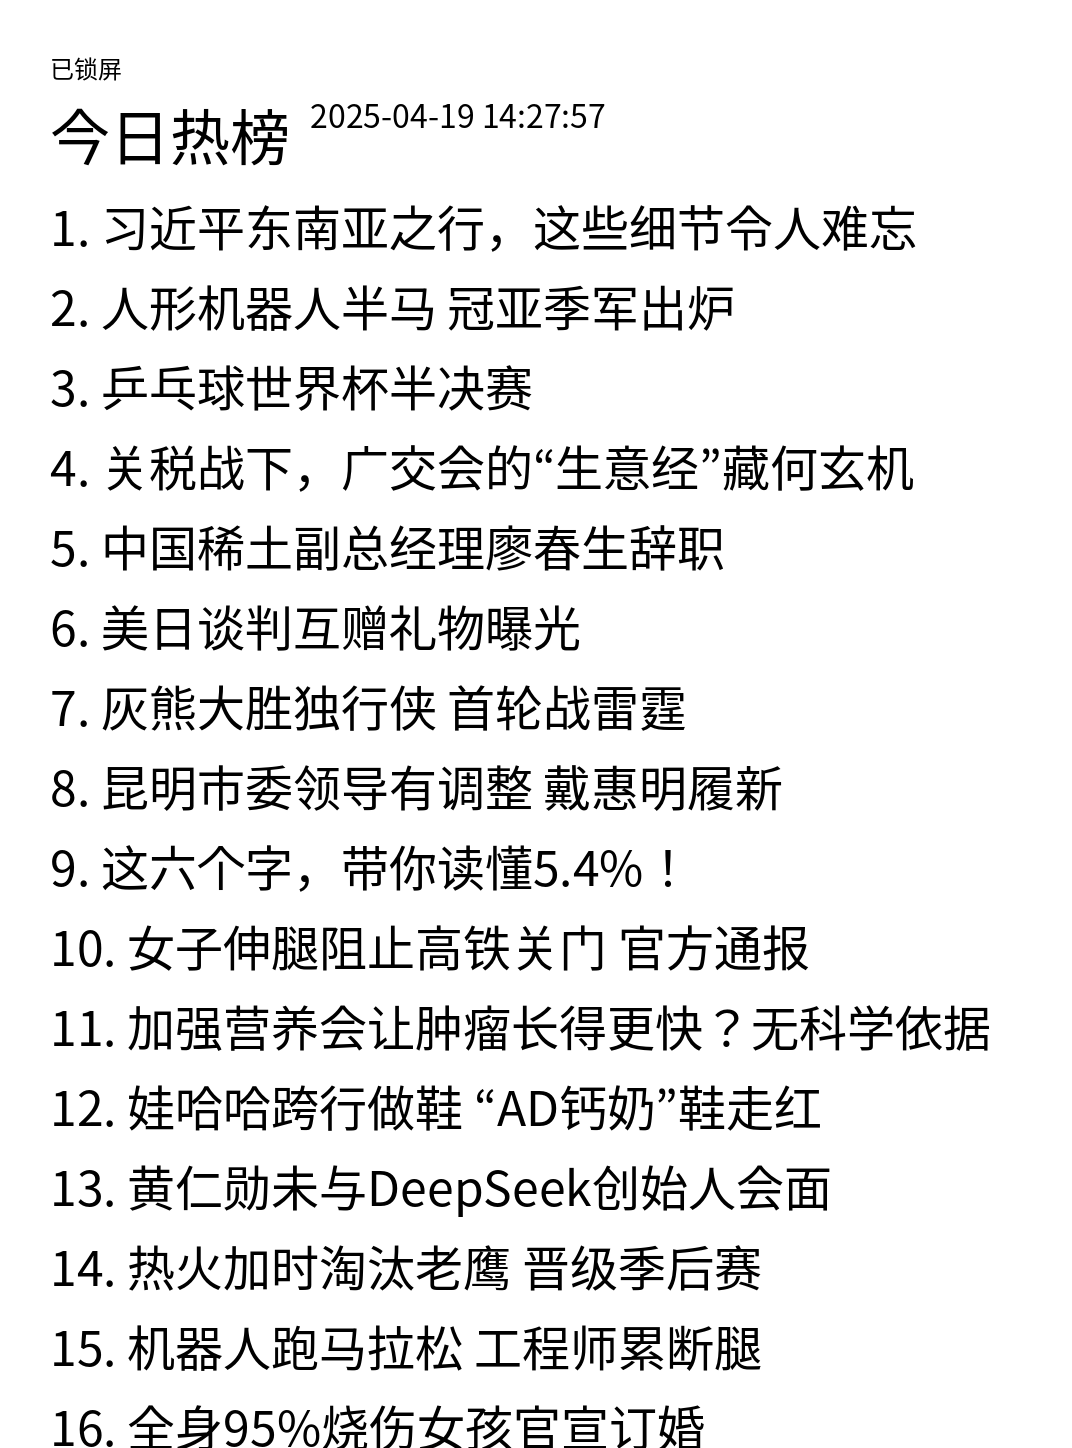 已锁屏
今日热榜 2025-04-19 14:27:57
1. 习近平东南亚之行，这些细节令人难忘
2. 人形机器人半马 冠亚季军出炉
3. 乒乓球世界杯半决赛
4. 关税战下，广交会的“生意经”藏何玄机
5. 中国稀土副总经理廖春生辞职
6. 美日谈判互赠礼物曝光
7. 灰熊大胜独行侠 首轮战雷霆
8. 昆明市委领导有调整 戴惠明履新
9. 这六个字，带你读懂5.4%！
10. 女子伸腿阻止高铁关门 官方通报
11. 加强营养会让肿瘤长得更快？无科学依据
12. 娃哈哈跨行做鞋 “AD钙奶”鞋走红
13. 黄仁勋未与DeepSeek创始人会面
14. 热火加时淘汰老鹰 晋级季后赛
15. 机器人跑马拉松 工程师累断腿
16. 全身95%烧伤女孩官宣订婚